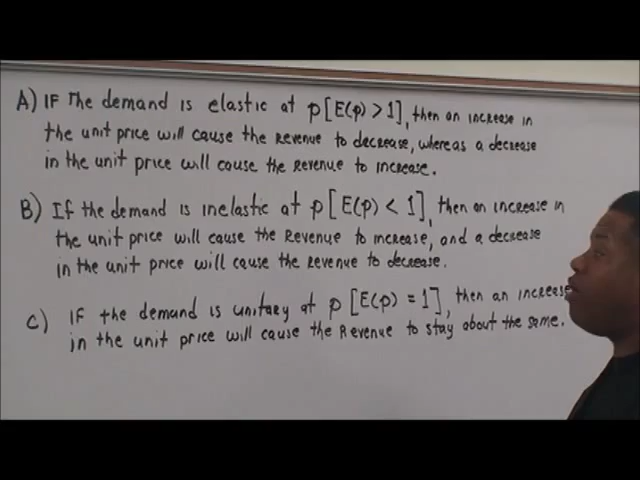 A) IF The demand is elastic at p[E(p) > 1], then an increase in
the unit price will cause the Revenue to decrease, whereas a decrease
in the unit price will cause the Revenue to increase.
B) If the demand is inelastic at p[E(p) < 1], then an increase in
the unit price will cause the Revenue to increase, and a decrease
in the unit price will cause the revenue to decrease.
C) IF the demand is unitary at p [E(p) = 1], then an increase
in the unit price will cause the Revenue to stay about the same.